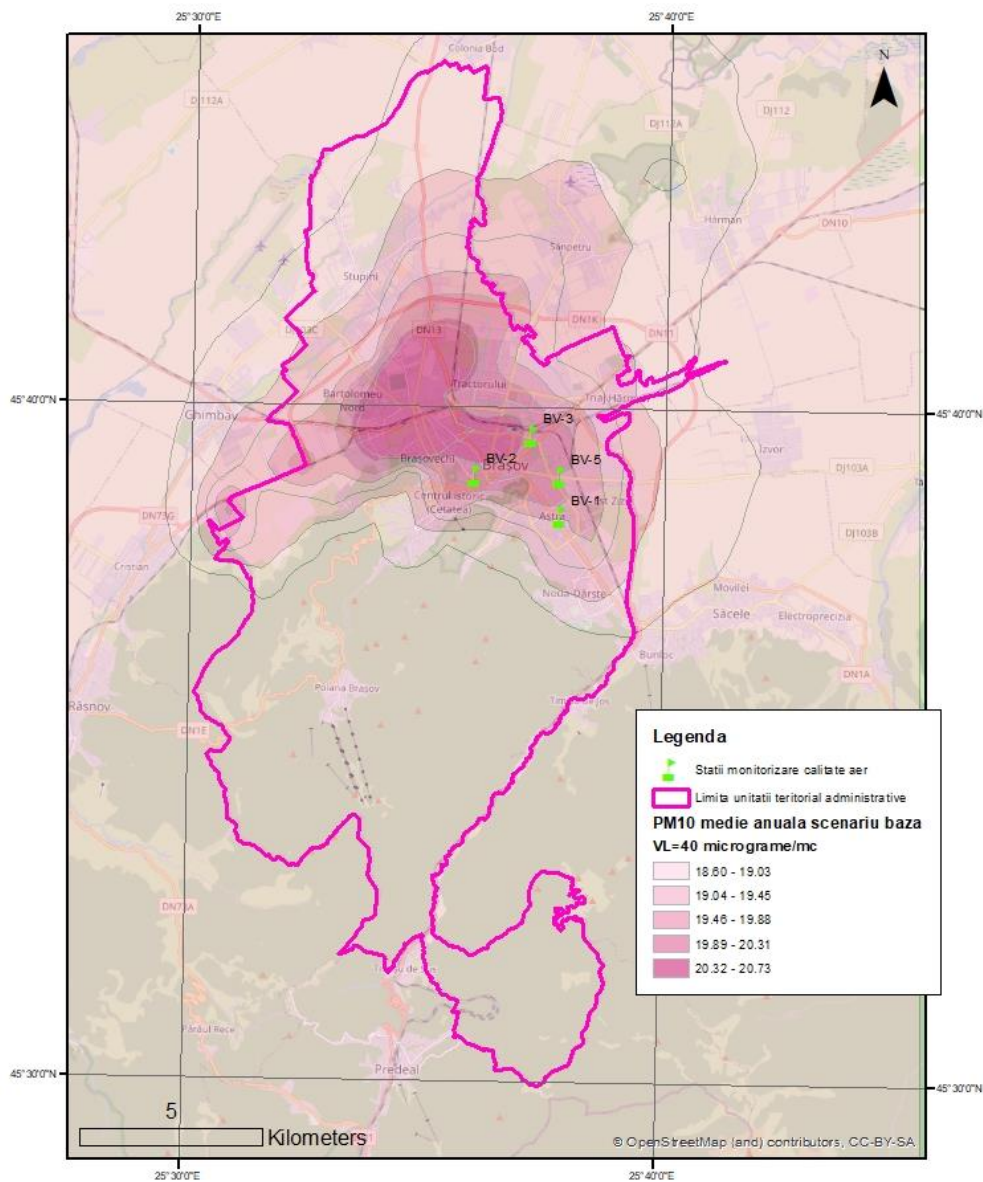 25°30'0"E
25°40'0"E
Colonia Bod
N
DJ112A
DJ112
DJ112A
Hărman
DN10
Sânpetru
Stupini
DN1K
DN13
DN11
Tractorului
Bartolomeu
Nord
45°40'0"N
45°40'0"N
Ghimbav
BV-3
Brașovechi
BV-2
Brașov
BV-5
Izvor
DJ103A
Centrul istoric
(Cetatea)
BV-1
Astra
DN73G
DJ103B
Cristian
Noua-Dârste
Movilei
Săcele
Electroprecizia
Bunloc
DN1A
Poiana Brașov
Râșnov
DN1E
Legenda
Statii monitorizare calitate aer
Limita unitatii teritorial administrative
PM10 medie anuala scenariu baza
VL=40 micrograme/mc
18.60 - 19.03
19.04 - 19.45
19.46 - 19.88
19.89 - 20.31
20.32 - 20.73
DN73A
Pârâul Rece
Predeal
45°30'0"N
45°30'0"N
5
Kilometers
© OpenStreetMap (and) contributors, CC-BY-SA
25°30'0"E
25°40'0"E